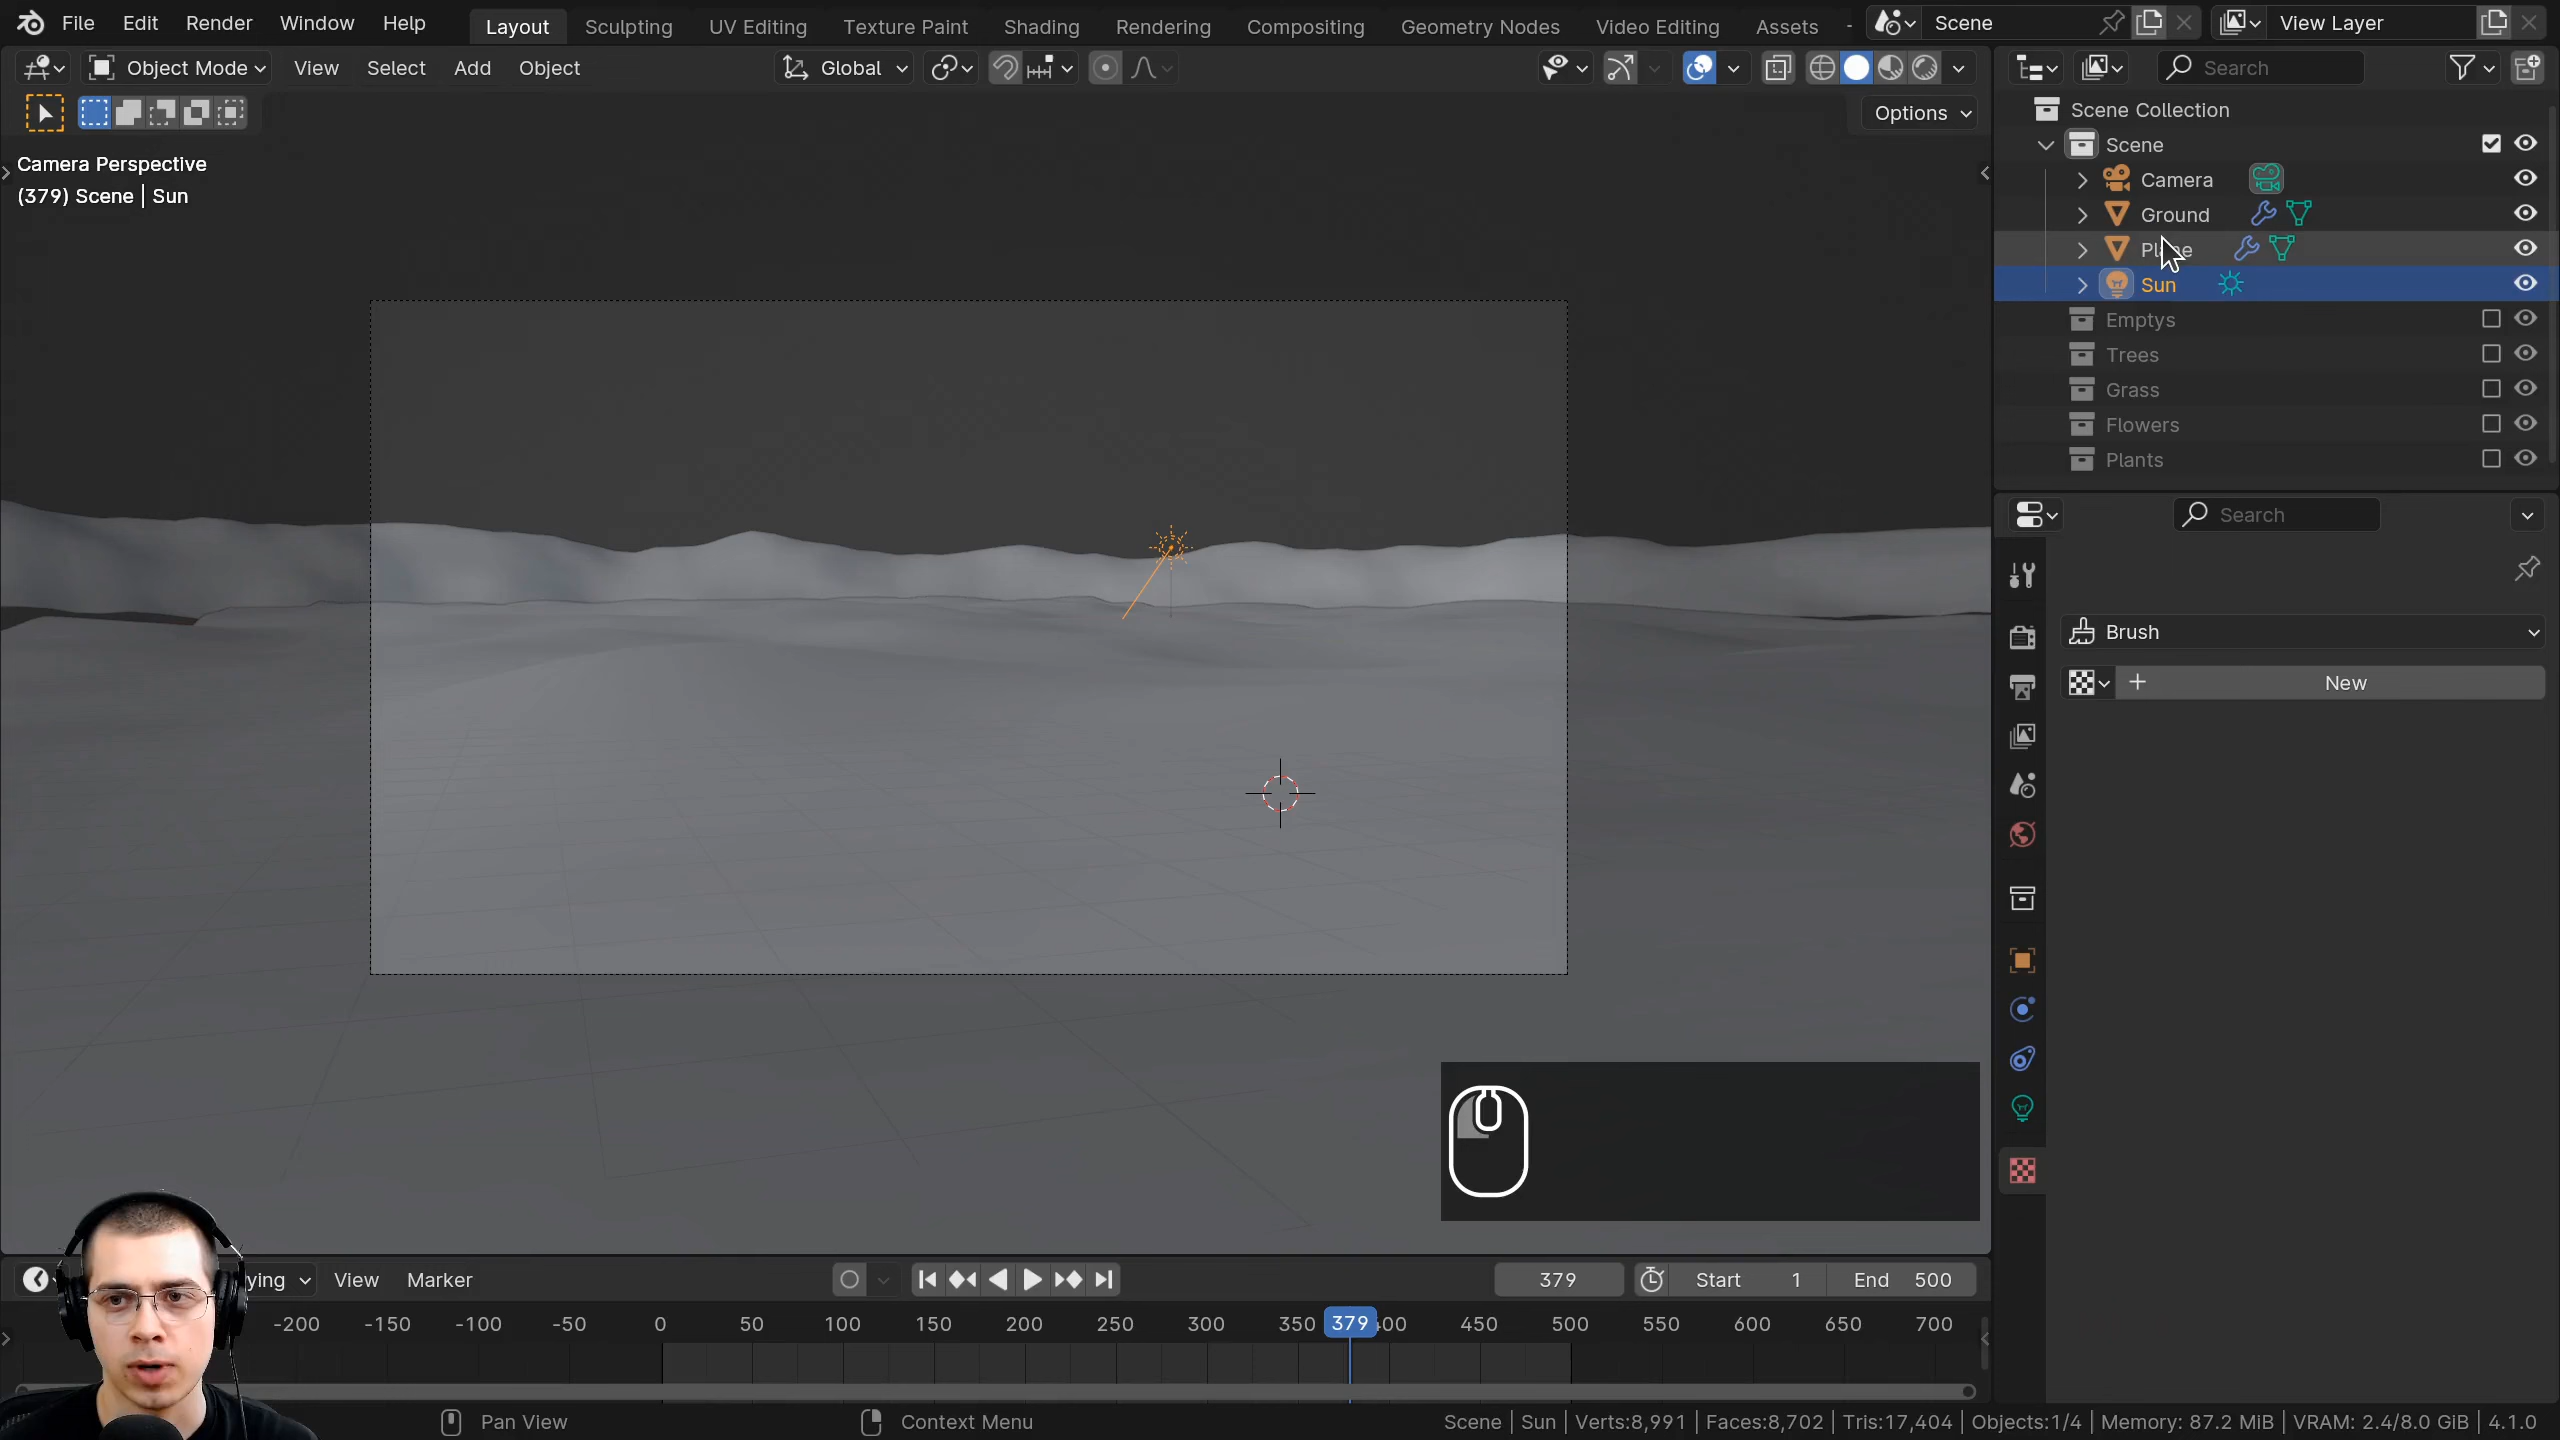 File Edit Render Window Help Layout Sculpting UV Editing Texture Paint Shading Rendering Compositing Geometry Nodes Video Editing Assets Scene View Layer
Object Mode View Select Add Object Global Search
Options
Camera Perspective
(379) Scene | Sun
Scene Collection
Scene
Camera
Ground
Sun
Emptys
Trees
Grass
Flowers
Plants
Search
Brush
New
View Marker 379 Start 1 End 500
-200 -150 -100 -50 0 50 100 150 200 250 300 350 379 450 500 550 600 650 700
Pan View Context Menu Scene | Sun | Verts:8,991 | Faces:8,702 | Tris:17,404 | Objects:1/4 | Memory: 87.2 MiB | VRAM: 2.4/8.0 GiB | 4.1.0